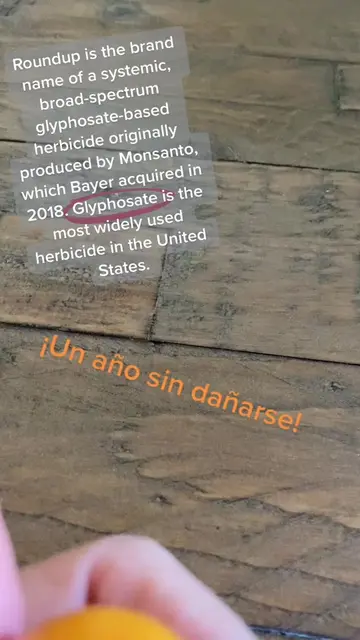 Roundup is the brand
name of a systemic,
broad-spectrum
glyphosate-based
herbicide originally
produced by Monsanto,
which Bayer acquired in
2018. Glyphosate is the
most widely used
herbicide in the United
States.
¡Un año sin dañarse!